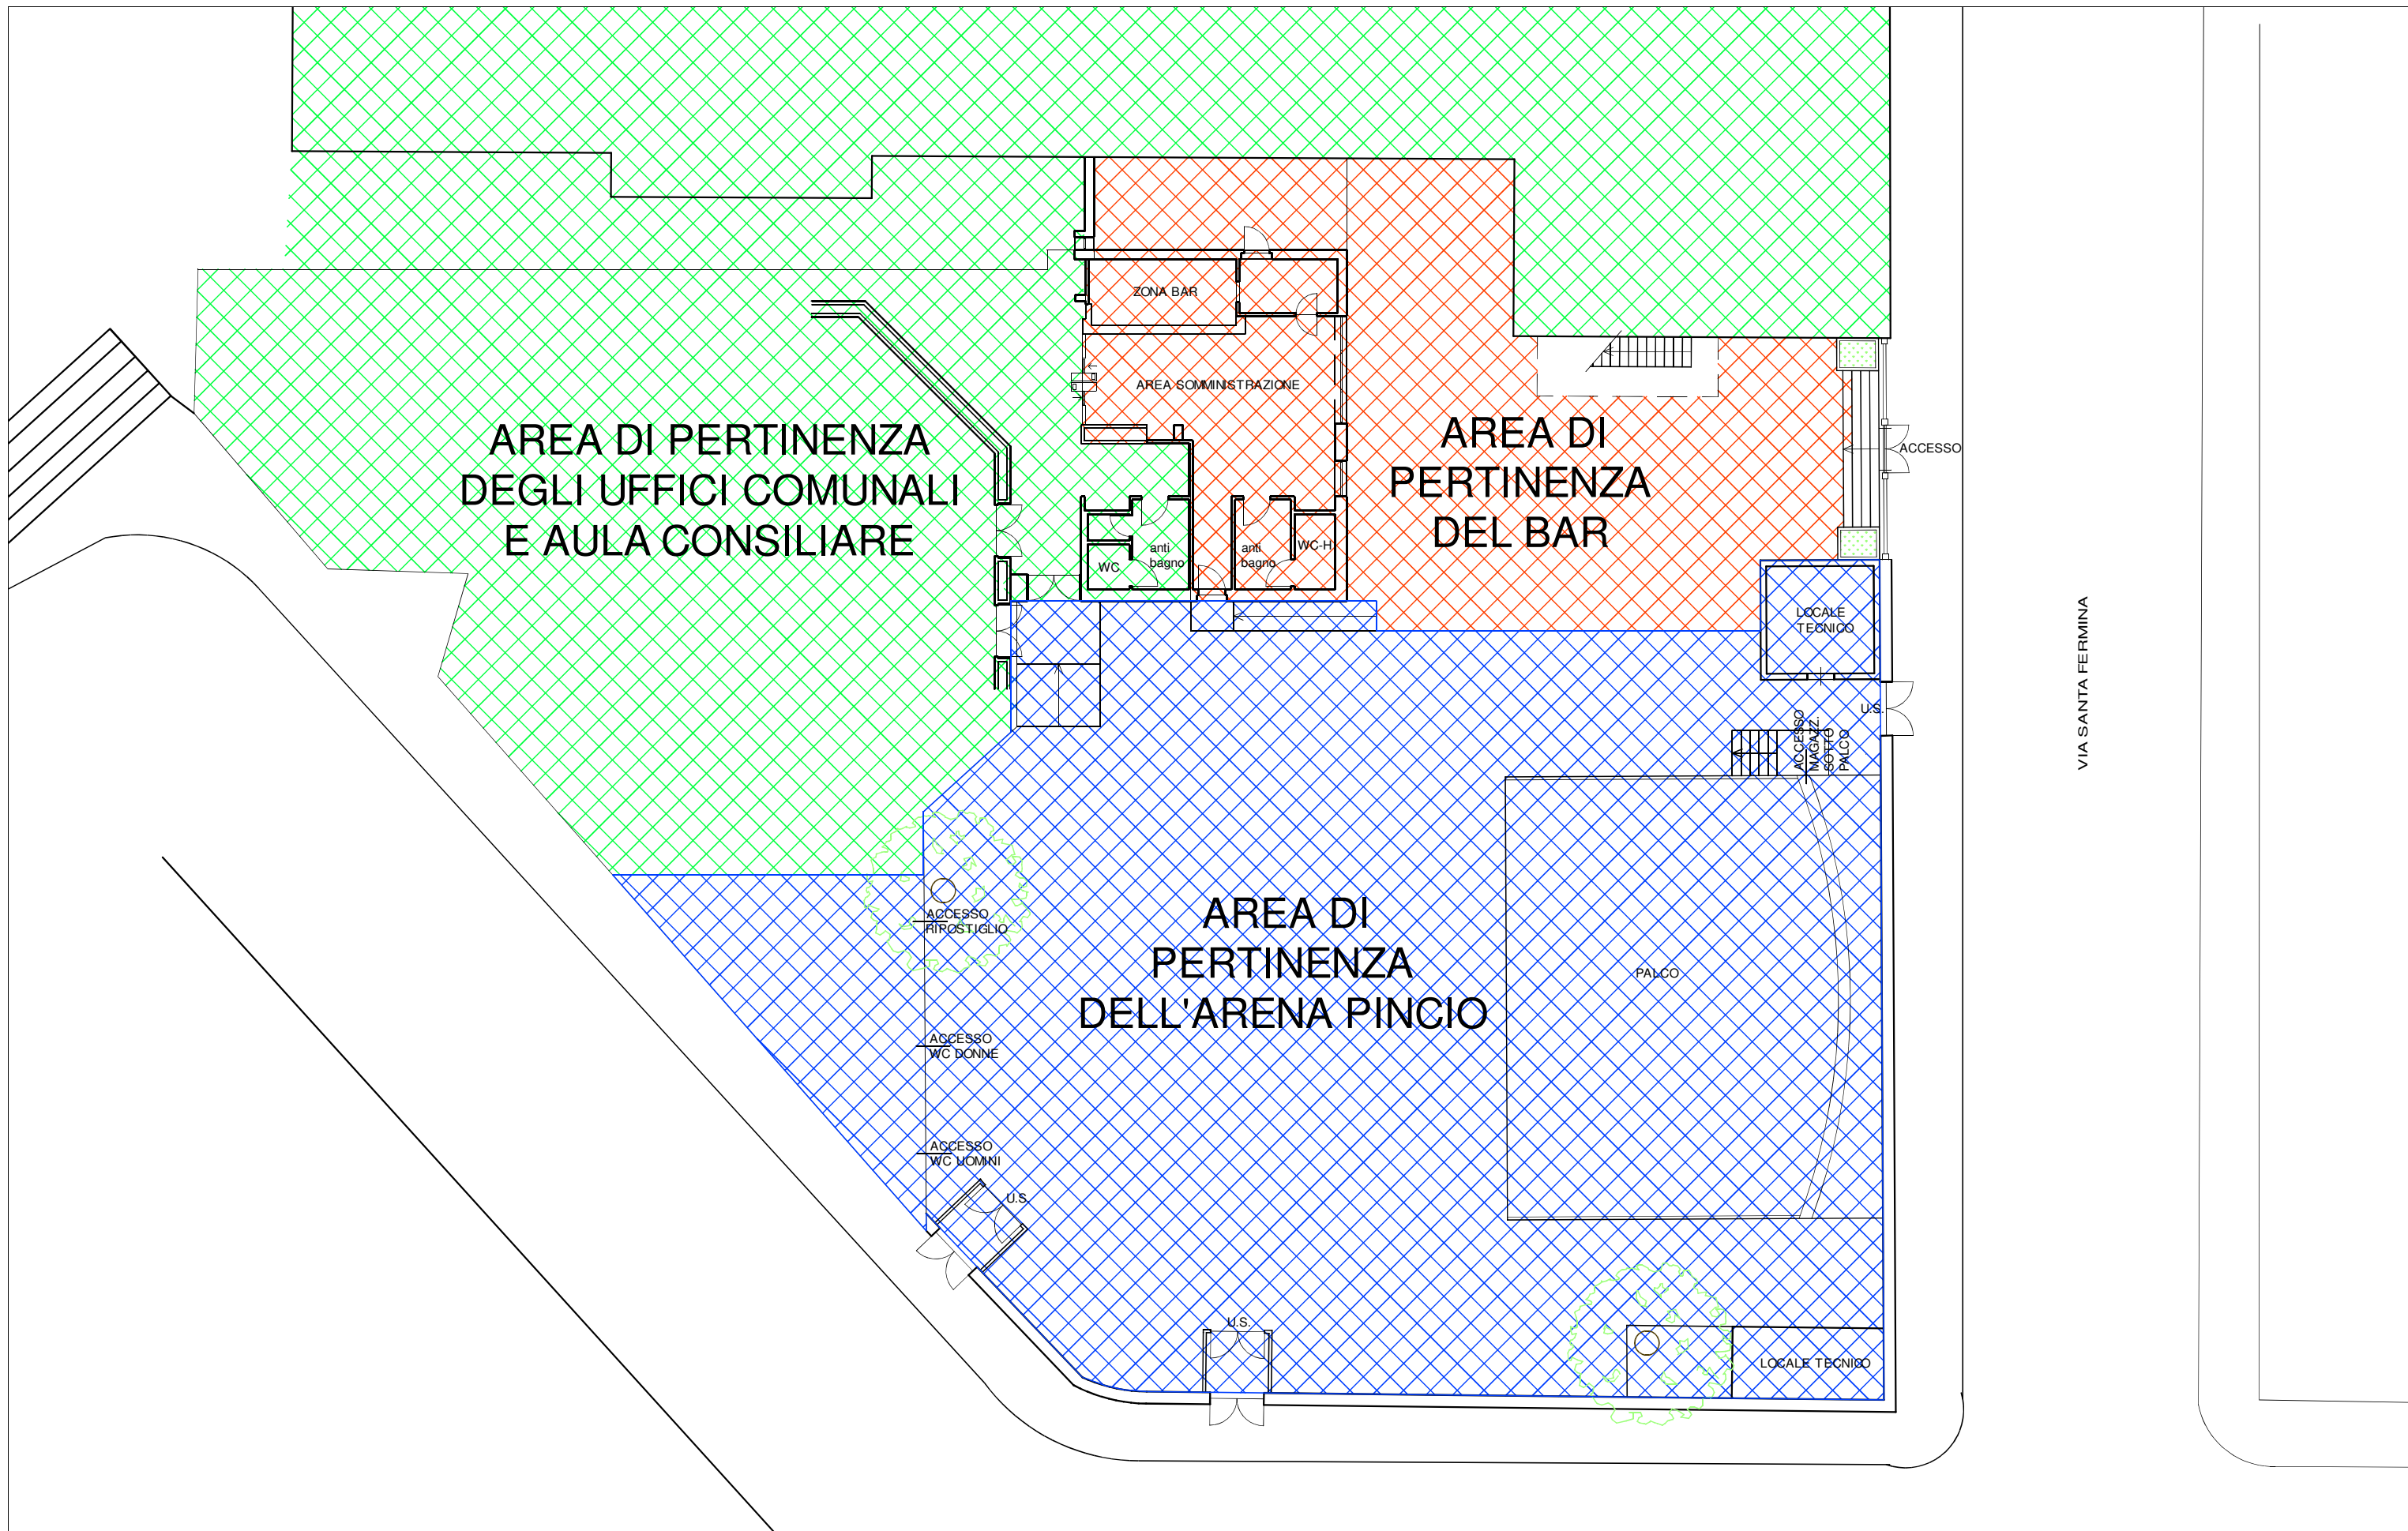 ZONA BAR
AREA SOMMINISTRAZIONE
AREA DI PERTINENZA
DEGLI UFFICI COMUNALI
E AULA CONSILIARE
AREA DI
PERTINENZA
DEL BAR
ACCESSO
anti
bagno
WC
anti
bagno
WC-H
LOCALE
TECNICO
VIA SANTA FERMINA
U.S.
ACCESSO
MAGAZZ.
SOTTO
PALCO
ACCESSO
RIPOSTIGLIO
AREA DI
PERTINENZA
DELL'ARENA PINCIO
PALCO
ACCESSO
WC DONNE
ACCESSO
WC UOMINI
U.S.
U.S.
LOCALE TECNICO